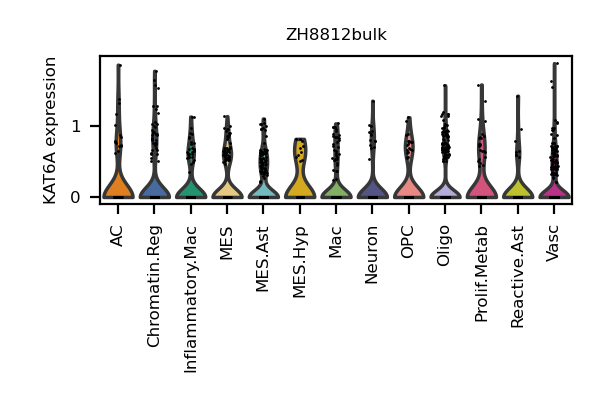 ZH8812bulk
KAT6A expression
1
0
AC
Chromatin.Reg
Inflammatory.Mac
MES
MES.Ast
MES.Hyp
Mac
Neuron
OPC
Oligo
Prolif.Metab
Reactive.Ast
Vasc